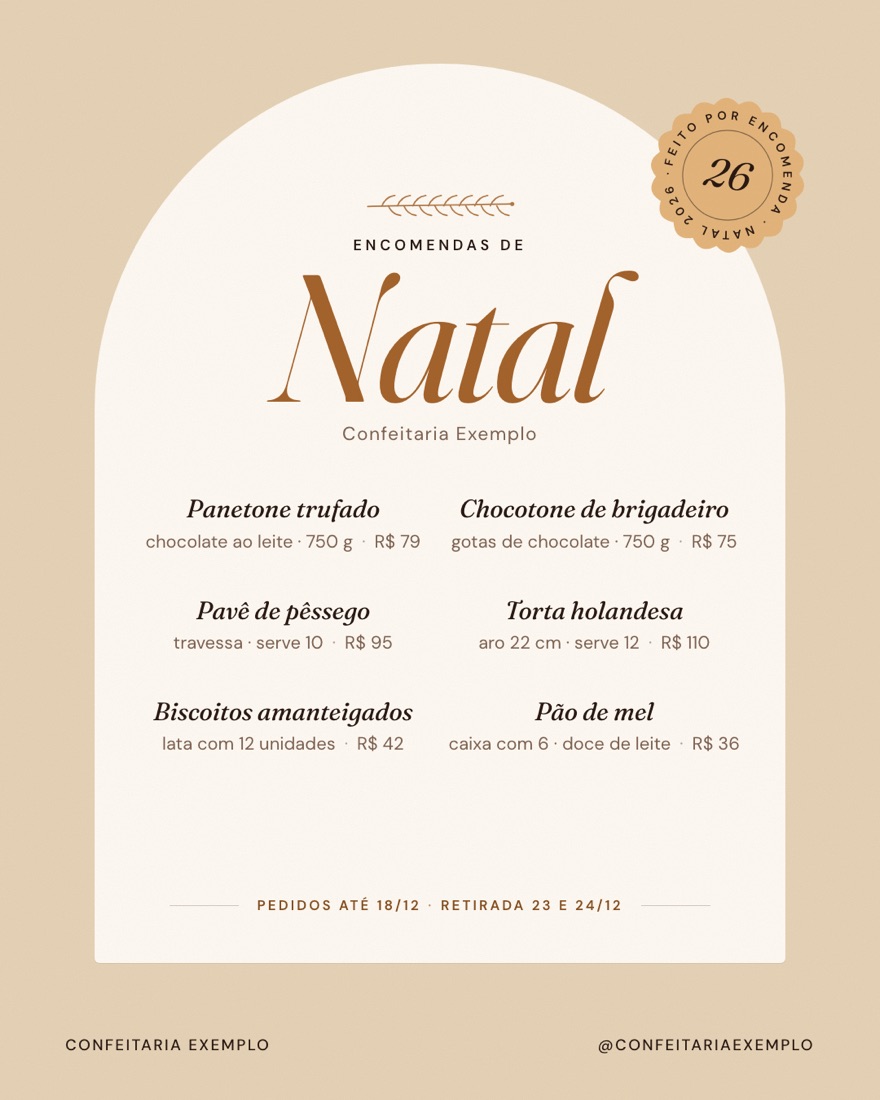 FEITO POR ENCOMENDA · NATAL 2026 ·
26
ENCOMENDAS DE
Natal
Confeitaria Exemplo
Panetone trufado
chocolate ao leite · 750 g · R$ 79
Chocotone de brigadeiro
gotas de chocolate · 750 g · R$ 75
Pavê de pêssego
travessa · serve 10 · R$ 95
Torta holandesa
aro 22 cm · serve 12 · R$ 110
Biscoitos amanteigados
lata com 12 unidades · R$ 42
Pão de mel
caixa com 6 · doce de leite · R$ 36
PEDIDOS ATÉ 18/12 · RETIRADA 23 E 24/12
CONFEITARIA EXEMPLO
@CONFEITARIAEXEMPLO